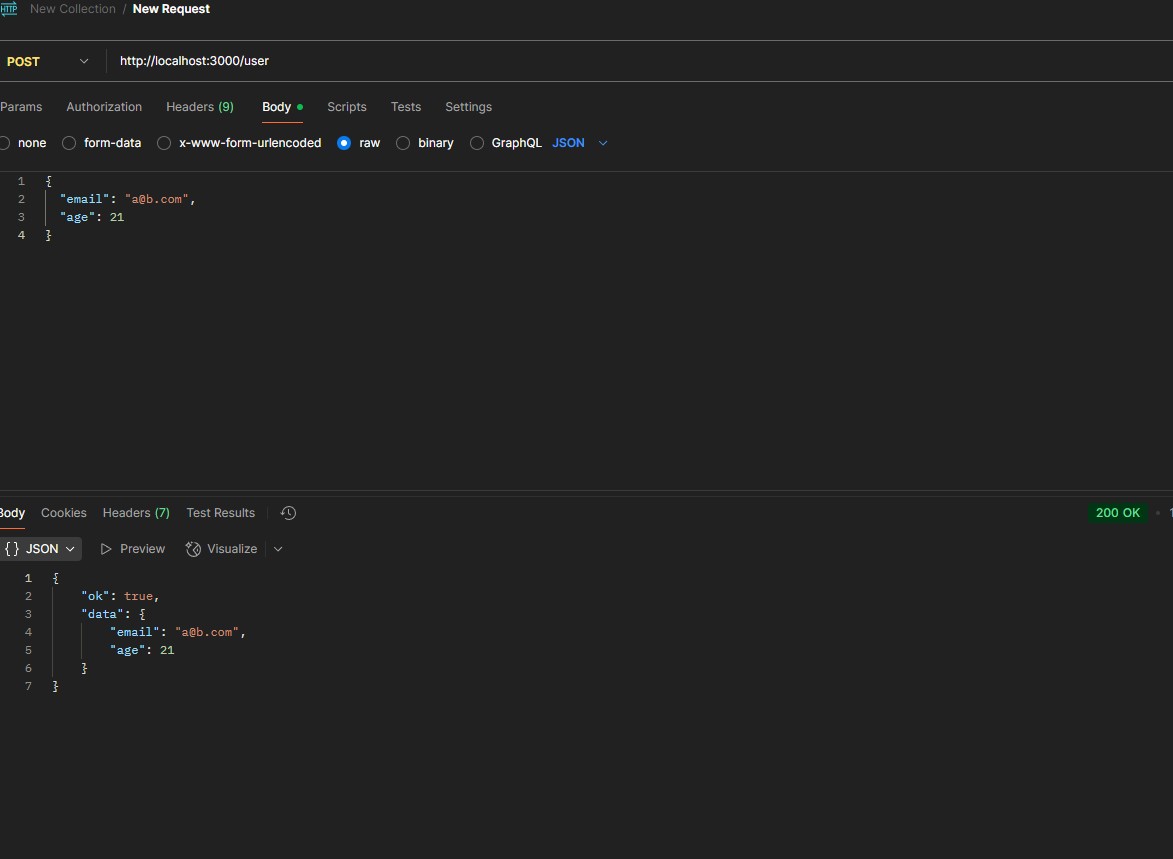 HTTP New Collection / New Request
POST http://localhost:3000/user
Params Authorization Headers (9) Body Scripts Tests Settings
none form-data x-www-form-urlencoded raw binary GraphQL JSON
1 {
2 "email": "a@b.com",
3 "age": 21
4 }
Body Cookies Headers (7) Test Results 200 OK
{} JSON Preview Visualize
1 {
2 "ok": true,
3 "data": {
4 "email": "a@b.com",
5 "age": 21
6 }
7 }